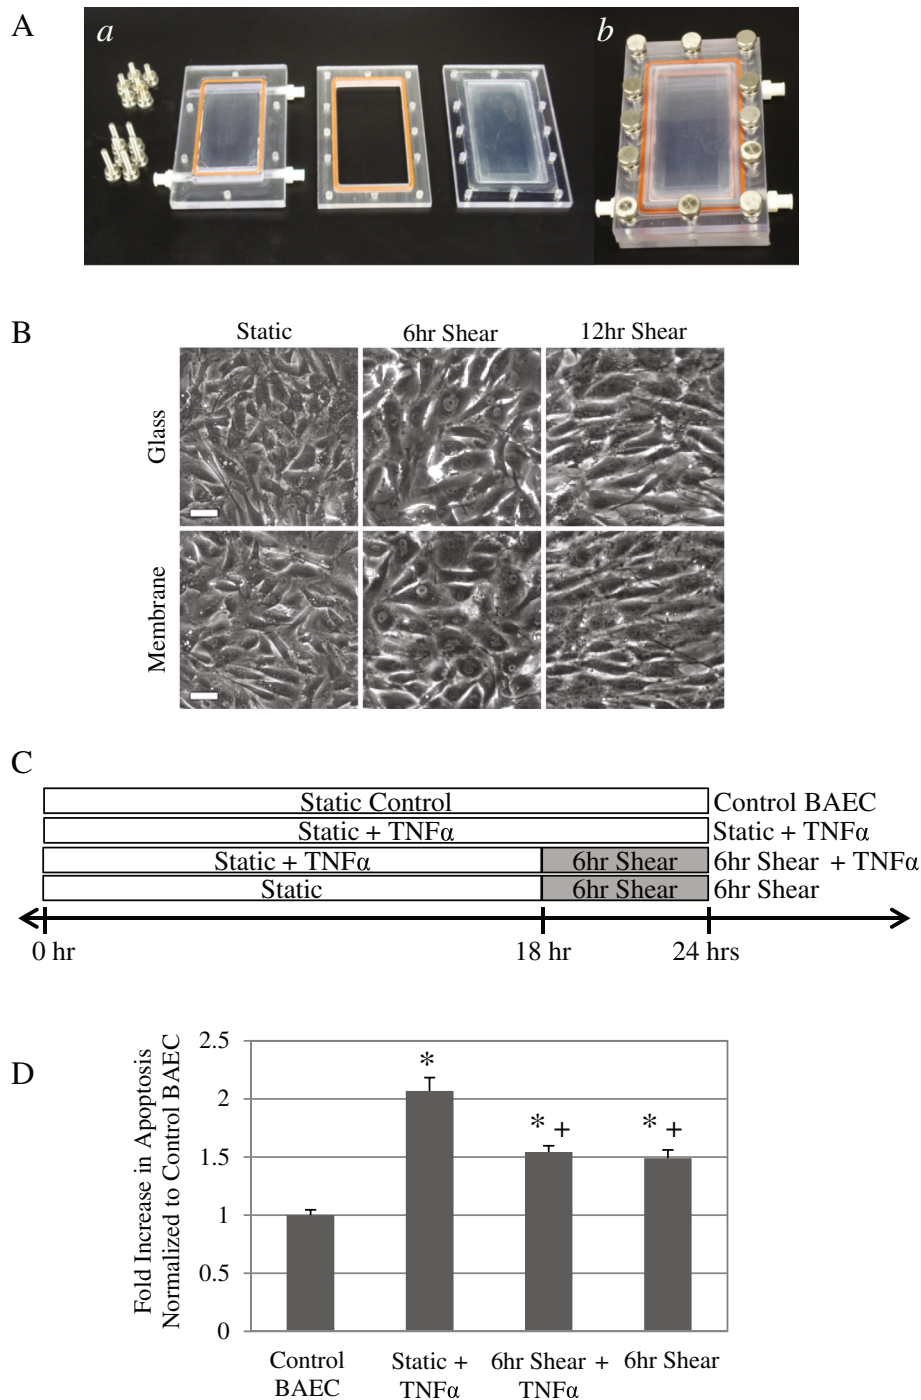 A
a
b
B
Static
6hr Shear
12hr Shear
Glass
Membrane
C
Static Control
Control BAEC
Static + TNFα
Static + TNFα
Static + TNFα
6hr Shear
6hr Shear + TNFα
Static
6hr Shear
6hr Shear
0 hr
18 hr
24 hrs
D
Fold Increase in Apoptosis
Normalized to Control BAEC
2.5
2
1.5
1
0.5
0
*
* +
* +
Control
BAEC
Static +
TNFα
6hr Shear +
TNFα
6hr Shear